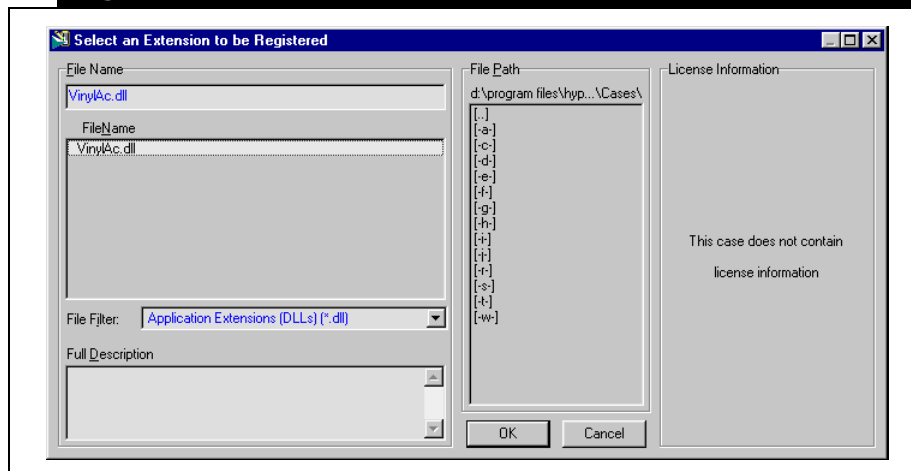 Select an Extension to be Registered
File Name
VinylAc.dll
FileName
VinylAc.dll
File Filter: Application Extensions (DLLs) (*.dll)
Full Description
File Path
d:\program files\hyp...\Cases\
[..]
[-a-]
[-c-]
[-d-]
[-e-]
[-f-]
[-g-]
[-h-]
[-i-]
[-j-]
[-r-]
[-s-]
[-t-]
[-w-]
OK Cancel
License Information
This case does not contain
license information